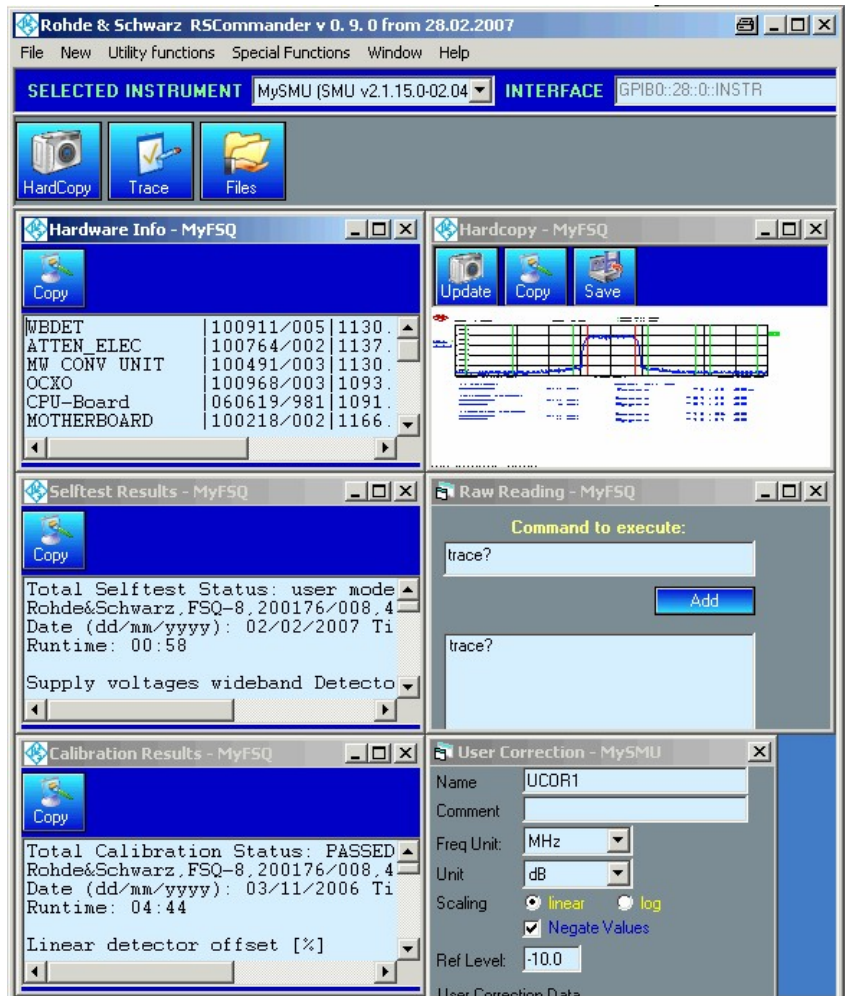 Rohde & Schwarz RSCommander v 0. 9. 0 from 28.02.2007
File New Utility functions Special Functions Window Help
SELECTED INSTRUMENT MySMU (SMU v2.1.15.0-02.04 INTERFACE GPIB0::28::0::INSTR
HardCopy Trace Files
Hardware Info - MyFSQ
Copy
WBDET |100911/005|1130.
ATTEN_ELEC |100764/002|1137.
MW CONV UNIT |100491/003|1130.
OCXO |100968/003|1093.
CPU-Board |060619/981|1091.
MOTHERBOARD |100218/002|1166.
Hardcopy - MyFSQ
Update Copy Save
Selftest Results - MyFSQ
Copy
Total Selftest Status: user mode
Rohde&Schwarz,FSQ-8,200176/008,4
Date (dd/mm/yyyy): 02/02/2007 Ti
Runtime: 00:58
Supply voltages wideband Detecto
Raw Reading - MyFSQ
Command to execute:
trace?
Add
trace?
Calibration Results - MyFSQ
Copy
Total Calibration Status: PASSED
Rohde&Schwarz,FSQ-8,200176/008,4
Date (dd/mm/yyyy): 03/11/2006 Ti
Runtime: 04:44
Linear detector offset [%]
User Correction - MySMU
Name UCOR1
Comment
Freq Unit: MHz
Unit dB
Scaling linear log
Negate Values
Ref Level: -10.0
User Correction Data